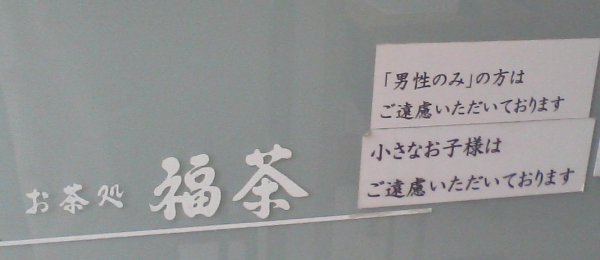 お茶処 福茶
「男性のみ」の方は
ご遠慮いただいております
小さなお子様は
ご遠慮いただいております